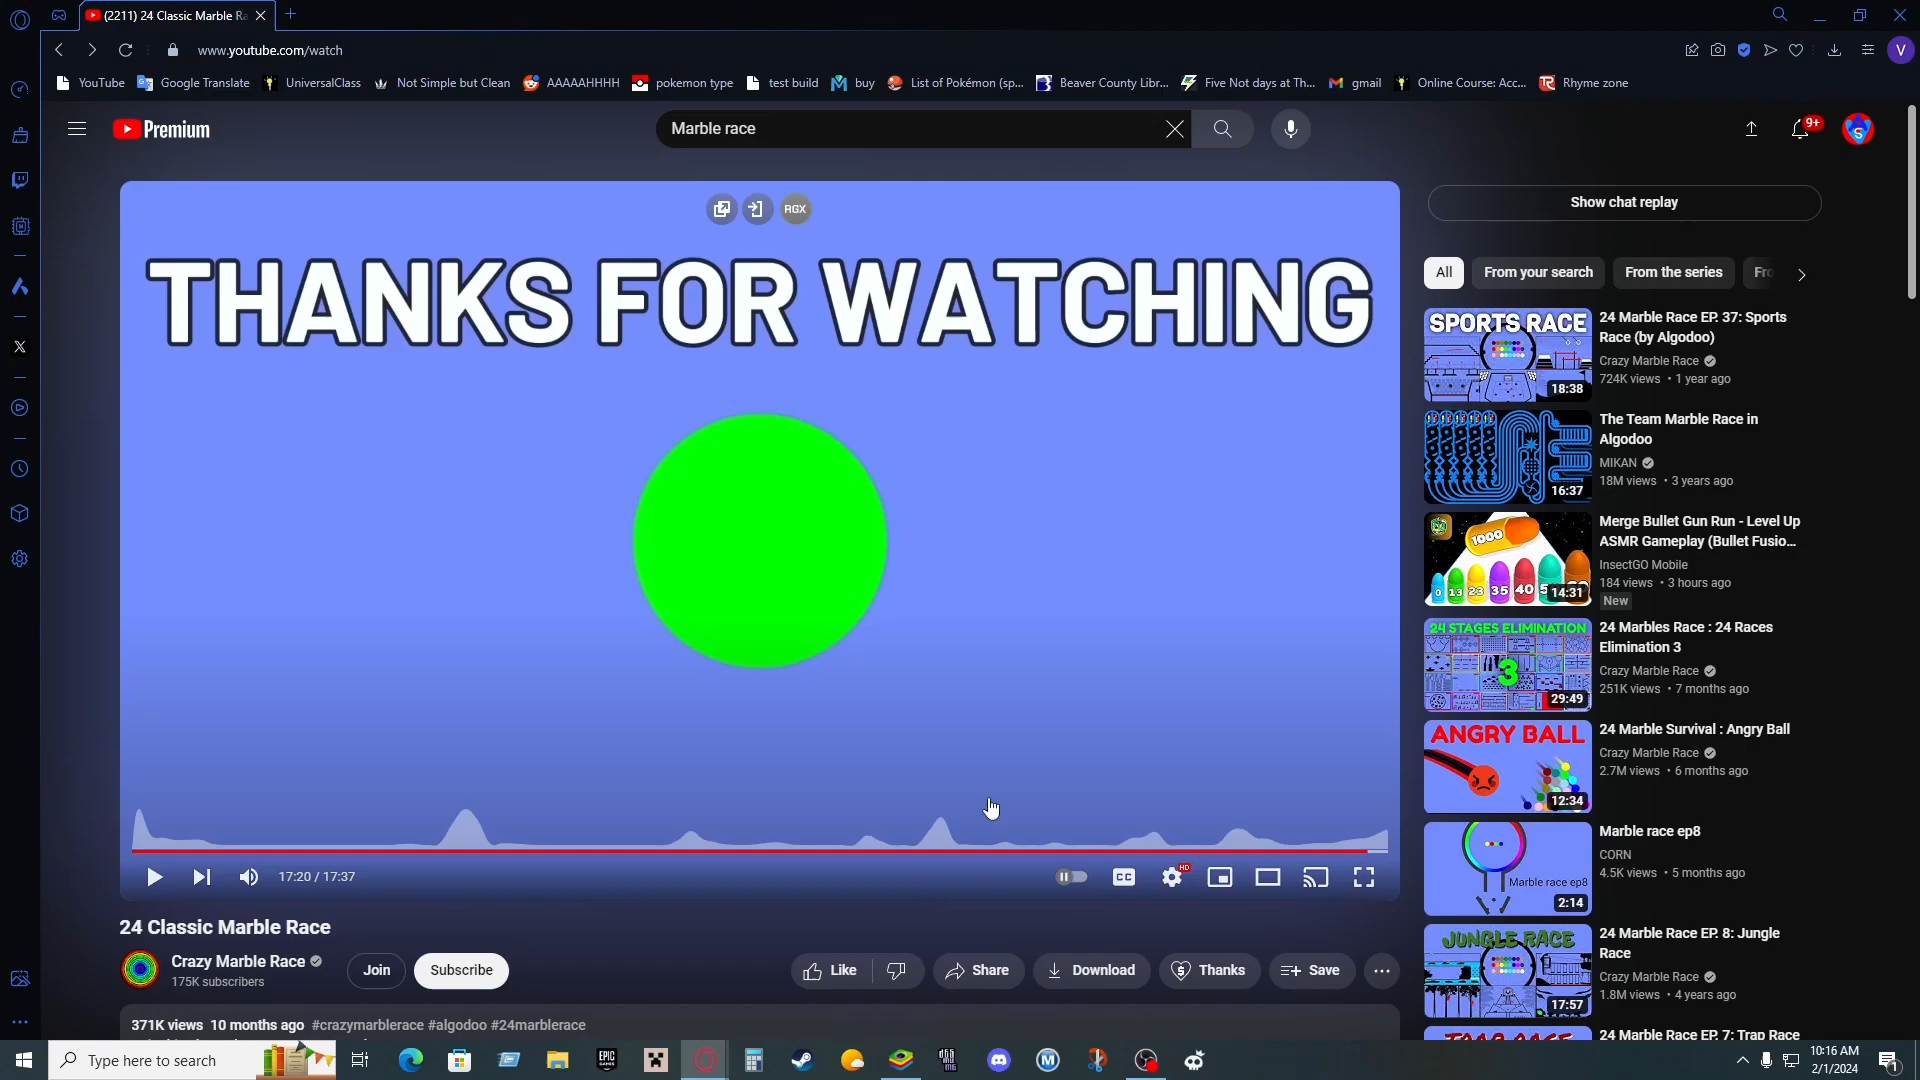 (2211) 24 Classic Marble Ra
www.youtube.com/watch
V
YouTube
Google Translate
UniversalClass
Not Simple but Clean
AAAAAHHHH
pokemon type
test build
buy
List of Pokémon (sp...
Beaver County Libr...
Five Not days at Th...
gmail
Online Course: Acc...
Rhyme zone
Premium
Marble race
9+
RGX
THANKS FOR WATCHING
17:20 / 17:37
CC
HD
24 Classic Marble Race
Crazy Marble Race
175K subscribers
Join
Subscribe
Like
Share
Download
Thanks
Save
371K views 10 months ago #crazymarblerace #algodoo #24marblerace
Show chat replay
All
From your search
From the series
Fro
SPORTS RACE
18:38
24 Marble Race EP. 37: Sports
Race (by Algodoo)
Crazy Marble Race
724K views • 1 year ago
16:37
The Team Marble Race in
Algodoo
MIKAN
18M views • 3 years ago
1000
0 13 23 35 40
14:31
Merge Bullet Gun Run - Level Up
ASMR Gameplay (Bullet Fusio...
InsectGO Mobile
184 views • 3 hours ago
New
24 STAGES ELIMINATION
3
29:49
24 Marbles Race : 24 Races
Elimination 3
Crazy Marble Race
251K views • 7 months ago
ANGRY BALL
12:34
24 Marble Survival : Angry Ball
Crazy Marble Race
2.7M views • 6 months ago
Marble race ep8
2:14
Marble race ep8
CORN
4.5K views • 5 months ago
JUNGLE RACE
17:57
24 Marble Race EP. 8: Jungle
Race
Crazy Marble Race
1.8M views • 4 years ago
24 Marble Race EP. 7: Trap Race
Type here to search
EPIC
GAMES
10:16 AM
2/1/2024
1